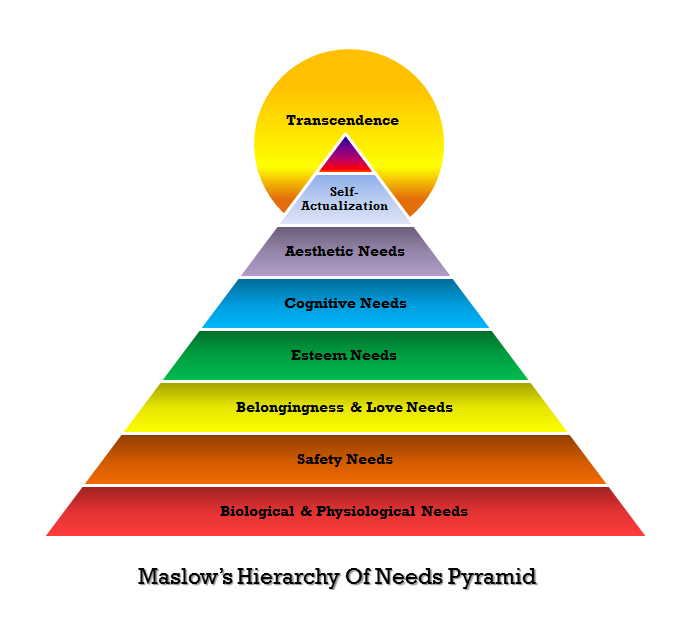 Transcendence
Self-
Actualization
Aesthetic Needs
Cognitive Needs
Esteem Needs
Belongingness & Love Needs
Safety Needs
Biological & Physiological Needs
Maslow's Hierarchy Of Needs Pyramid